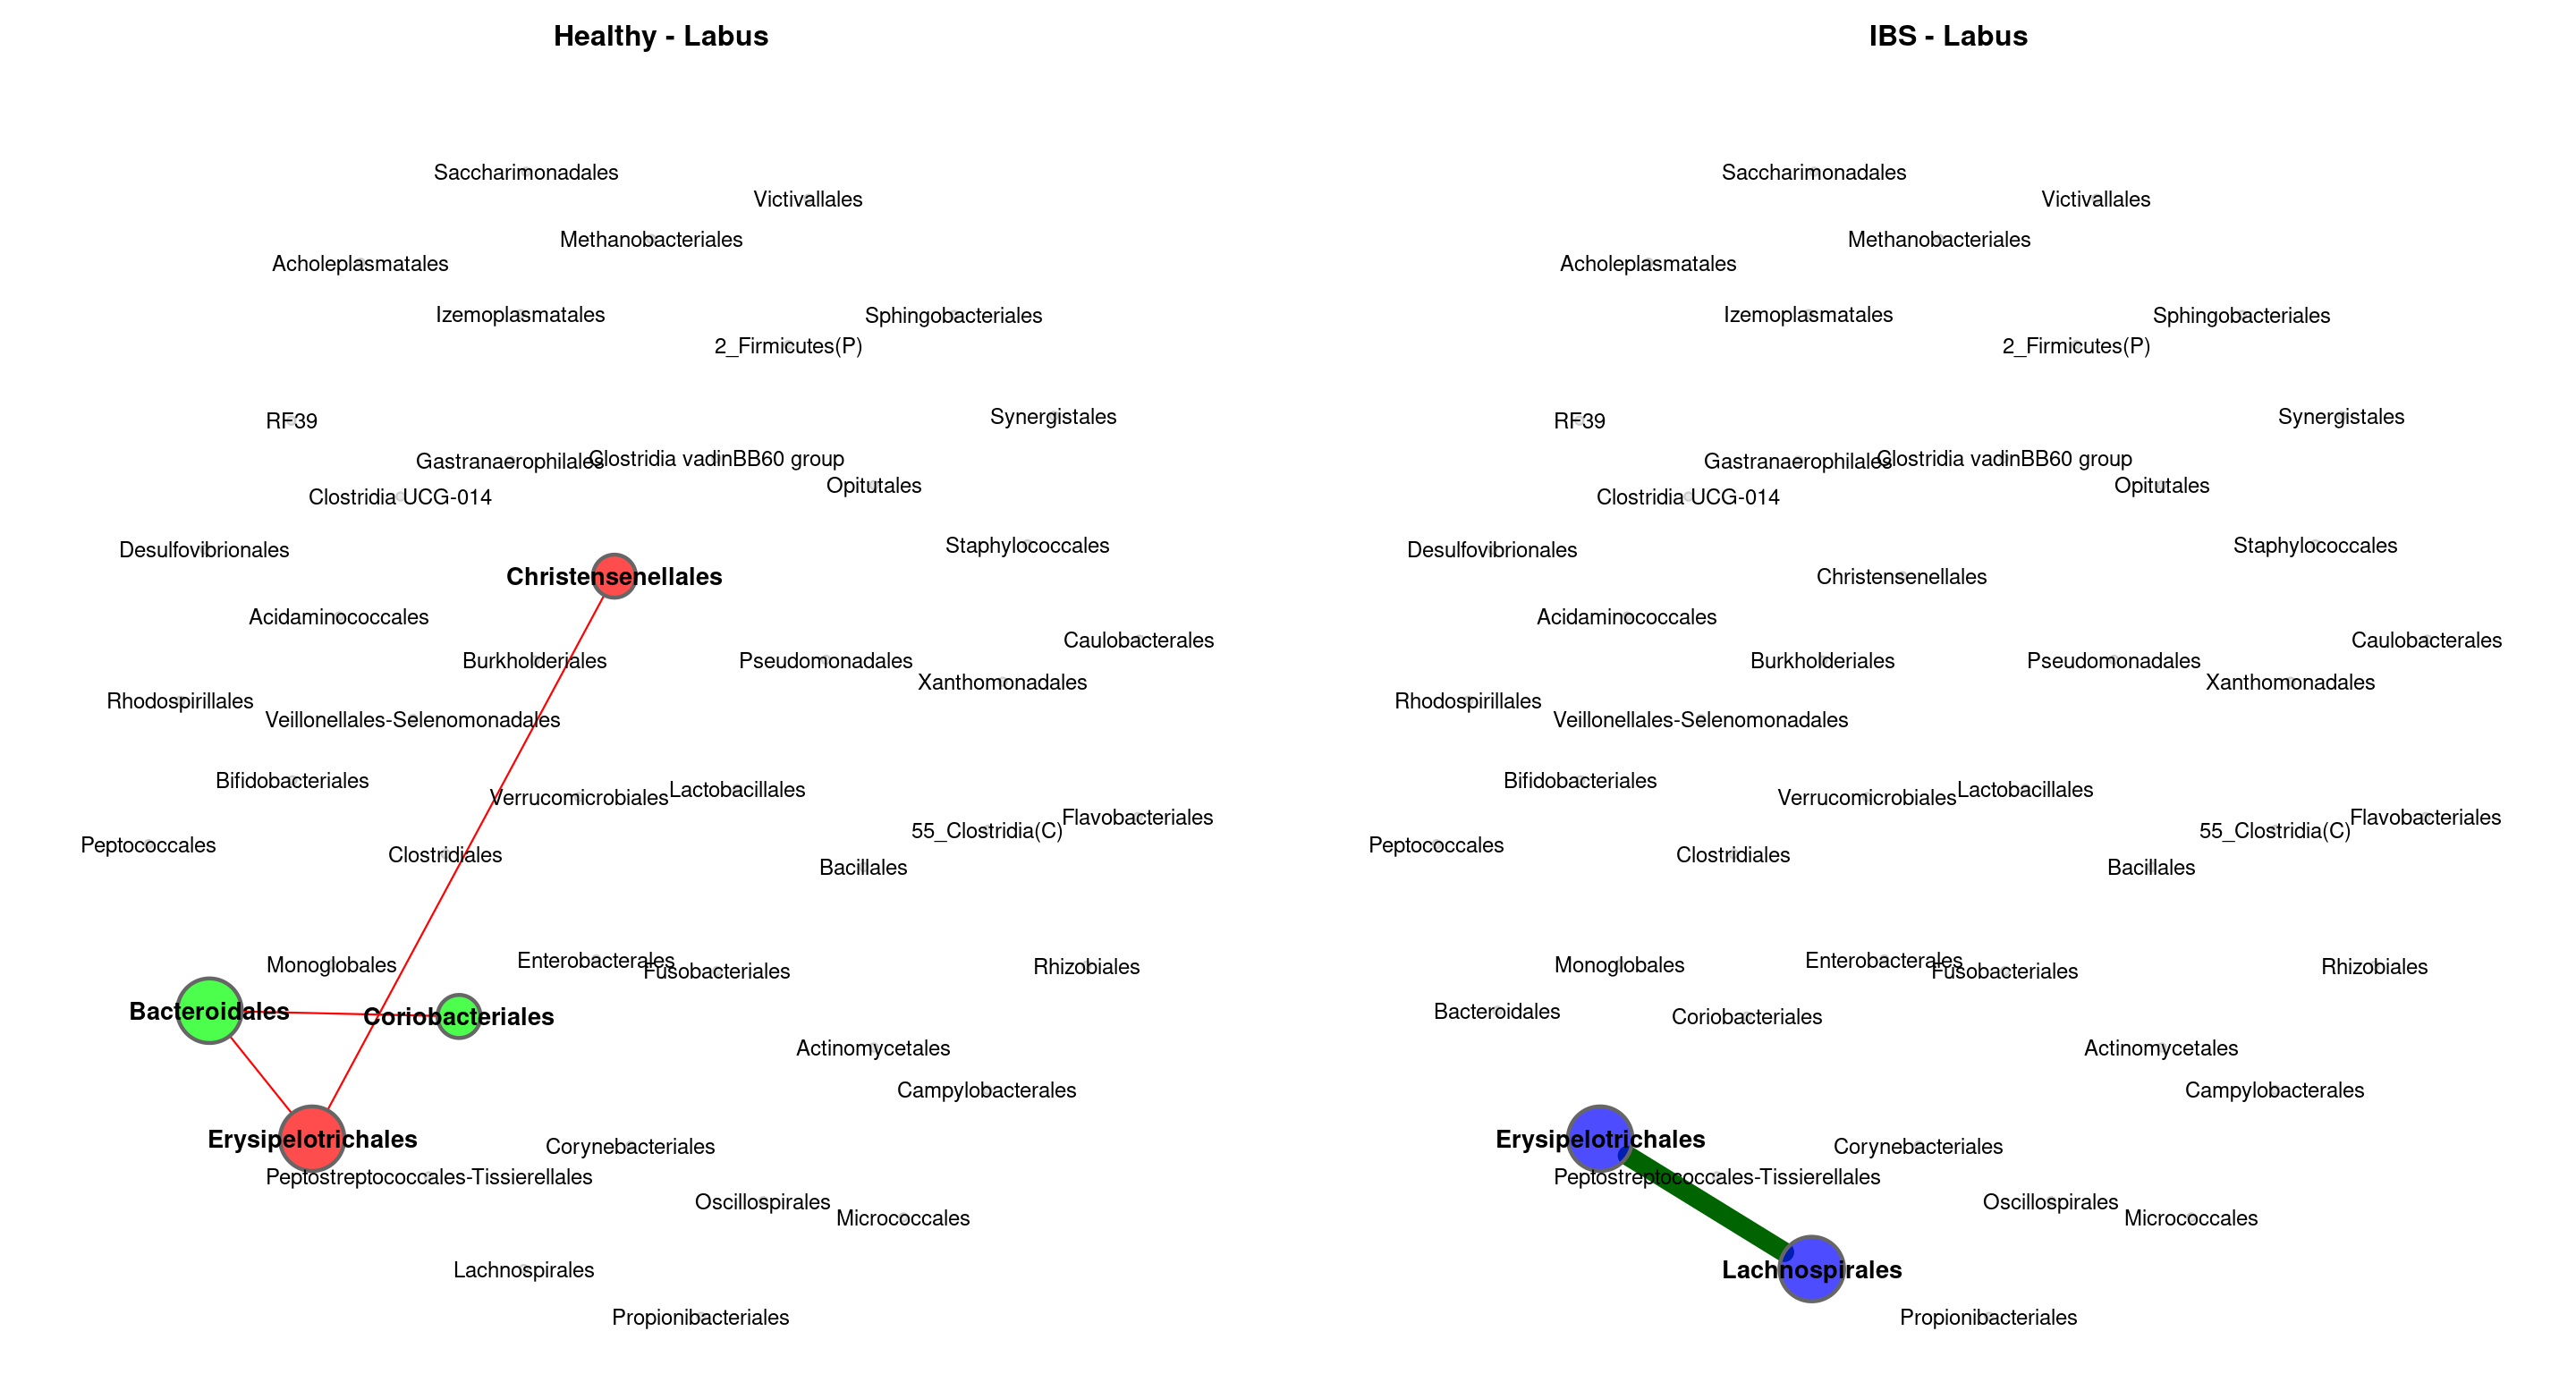 Healthy - Labus
Saccharimonadales
Victivallales
Methanobacteriales
Acholeplasmatales
Izemoplasmatales
Sphingobacteriales
2_Firmicutes(P)
Synergistales
RF39
Gastranaerophilales
Clostridia vadinBB60 group
Opitutales
Clostridia UCG-014
Staphylococcales
Desulfovibrionales
Christensenellales
Acidaminococcales
Caulobacterales
Burkholderiales
Pseudomonadales
Xanthomonadales
Rhodospirillales
Veillonellales-Selenomonadales
Bifidobacteriales
Lactobacillales
Verrucomicrobiales
Flavobacteriales
55_Clostridia(C)
Peptococcales
Clostridiales
Bacillales
Enterobacterales
Monoglobales
Rhizobiales
Fusobacteriales
Bacteroidales
Coriobacteriales
Actinomycetales
Campylobacterales
Erysipelotrichales
Corynebacteriales
Peptostreptococcales-Tissierellales
Oscillospirales
Micrococcales
Lachnospirales
Propionibacteriales
IBS - Labus
Saccharimonadales
Victivallales
Methanobacteriales
Acholeplasmatales
Izemoplasmatales
Sphingobacteriales
2_Firmicutes(P)
Synergistales
RF39
Gastranaerophilales
Clostridia vadinBB60 group
Opitutales
Clostridia UCG-014
Staphylococcales
Desulfovibrionales
Christensenellales
Acidaminococcales
Caulobacterales
Burkholderiales
Pseudomonadales
Xanthomonadales
Rhodospirillales
Veillonellales-Selenomonadales
Bifidobacteriales
Lactobacillales
Verrucomicrobiales
Flavobacteriales
55_Clostridia(C)
Peptococcales
Clostridiales
Bacillales
Enterobacterales
Monoglobales
Rhizobiales
Fusobacteriales
Bacteroidales
Coriobacteriales
Actinomycetales
Campylobacterales
Erysipelotrichales
Corynebacteriales
Peptostreptococcales-Tissierellales
Oscillospirales
Micrococcales
Lachnospirales
Propionibacteriales